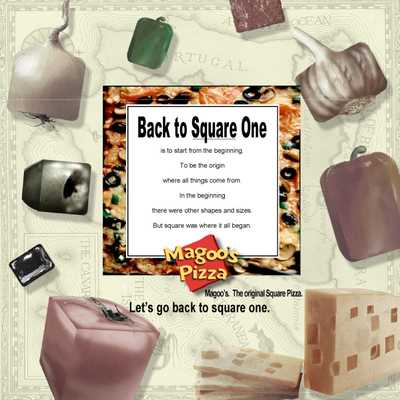 OCEAN
PORTUGAL
Back to Square One
is to start from the beginning.
To be the origin
where all things come from.
In the beginning
there were other shapes and sizes.
But square was where it all began.
Magoo's
Pizza
Magoo's. The original Square Pizza.
Let's go back to square one.